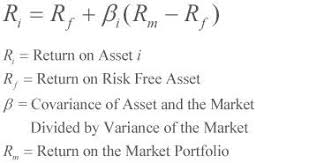 R_i = R_f + β_i (R_m − R_f)
R_i = Return on Asset i
R_f = Return on Risk Free Asset
β = Covariance of Asset and the Market
Divided by Variance of the Market
R_m = Return on the Market Portfolio